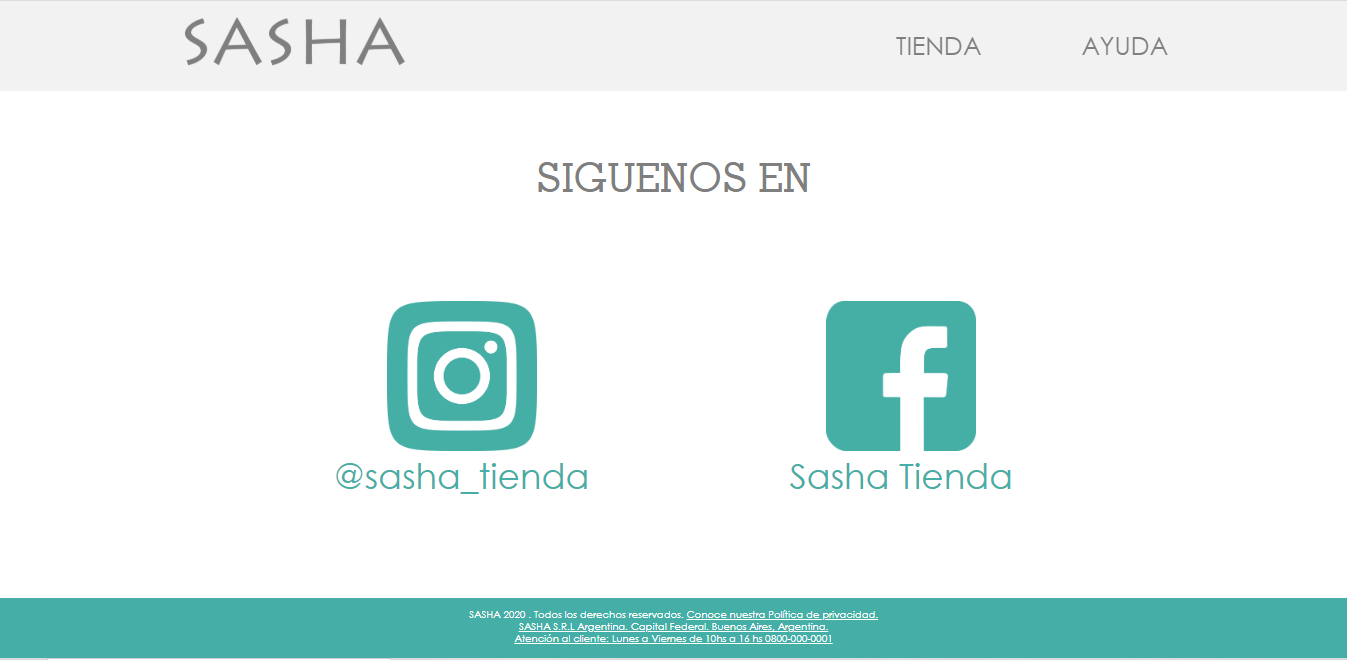 SASHA
TIENDA
AYUDA
SIGUENOS EN
@sasha_tienda
Sasha Tienda
SASHA 2020 . Todos los derechos reservados. Conoce nuestra Política de privacidad.
SASHA S.R.L Argentina. Capital Federal. Buenos Aires, Argentina.
Atención al cliente: Lunes a Viernes de 10hs a 16 hs 0800-000-0001